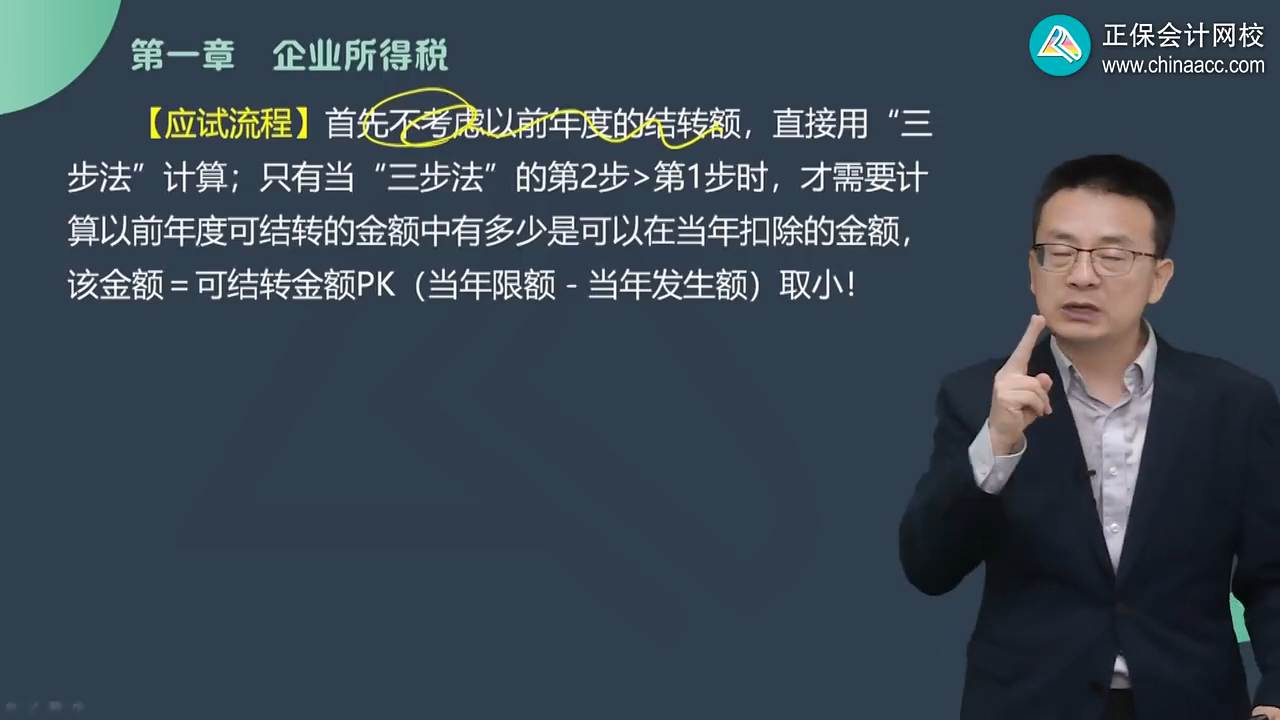 第一章 企业所得税
正保会计网校
www.chinaacc.com
【应试流程】首先不考虑以前年度的结转额，直接用“三
步法”计算；只有当“三步法”的第2步>第1步时，才需要计
算以前年度可结转的金额中有多少是可以在当年扣除的金额，
该金额＝可结转金额PK（当年限额－当年发生额）取小！